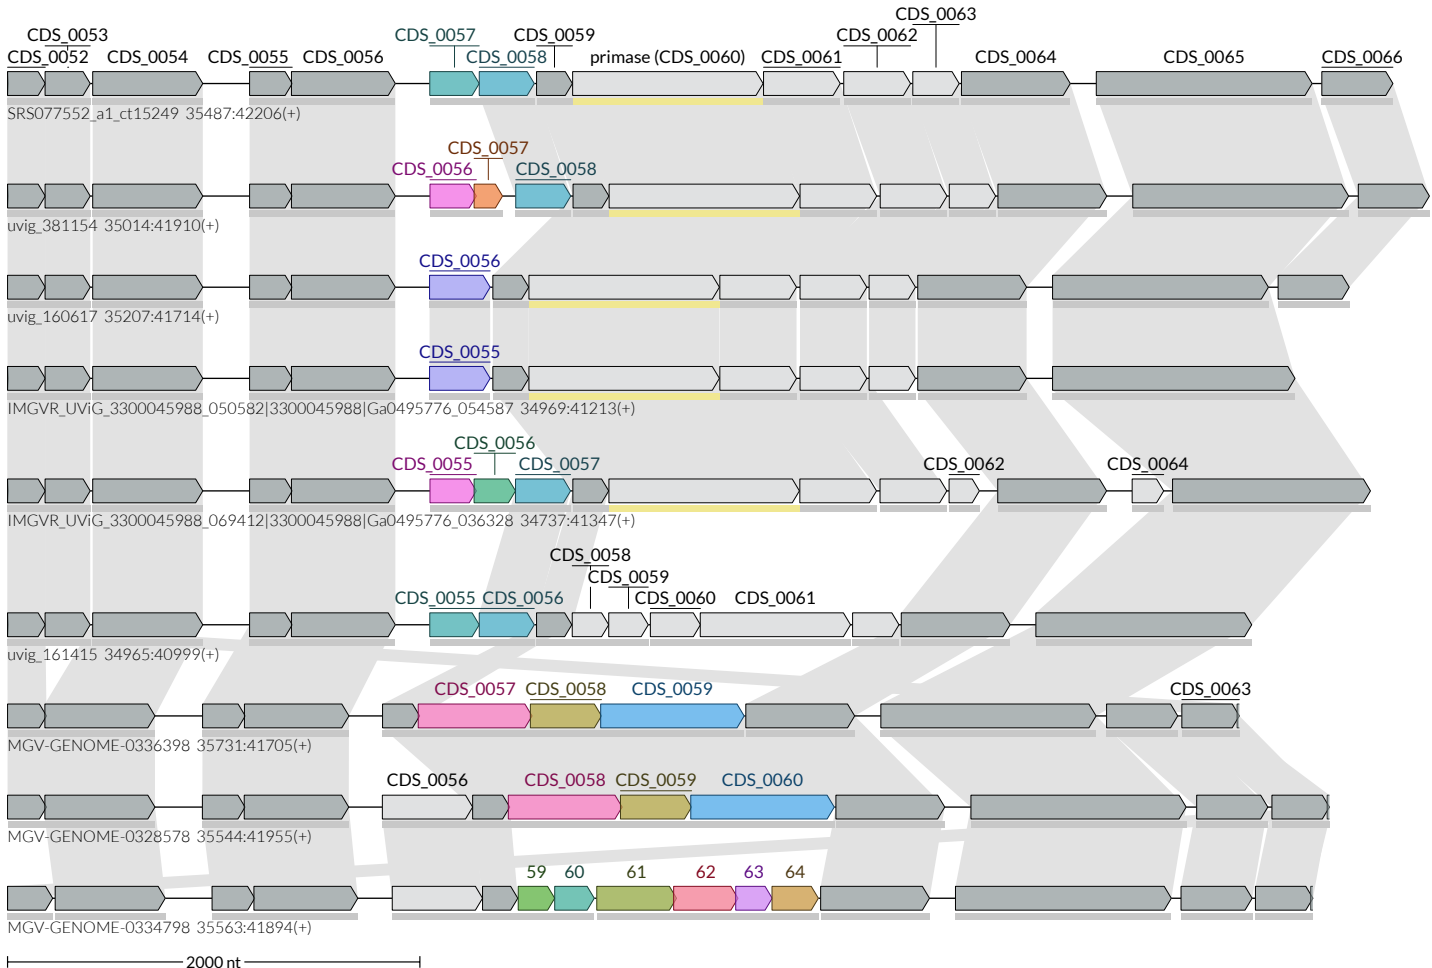 CDS_0063
CDS_0053 CDS_0057 CDS_0059 CDS_0062
CDS_0052 CDS_0054 CDS_0055 CDS_0056 CDS_0058 primase (CDS_0060) CDS_0061 CDS_0064 CDS_0065 CDS_0066
SRS077552_a1_ct15249 35487:42206(+)
CDS_0057
CDS_0056 CDS_0058
uvig_381154 35014:41910(+)
CDS_0056
uvig_160617 35207:41714(+)
CDS_0055
IMGVR_UViG_3300045988_050582|3300045988|Ga0495776_054587 34969:41213(+)
CDS_0056
CDS_0055 CDS_0057 CDS_0062 CDS_0064
IMGVR_UViG_3300045988_069412|3300045988|Ga0495776_036328 34737:41347(+)
CDS_0058
CDS_0059
CDS_0055 CDS_0056 CDS_0060 CDS_0061
uvig_161415 34965:40999(+)
CDS_0057 CDS_0058 CDS_0059 CDS_0063
MGV-GENOME-0336398 35731:41705(+)
CDS_0056 CDS_0058 CDS_0059 CDS_0060
MGV-GENOME-0328578 35544:41955(+)
59 60 61 62 63 64
MGV-GENOME-0334798 35563:41894(+)
2000 nt